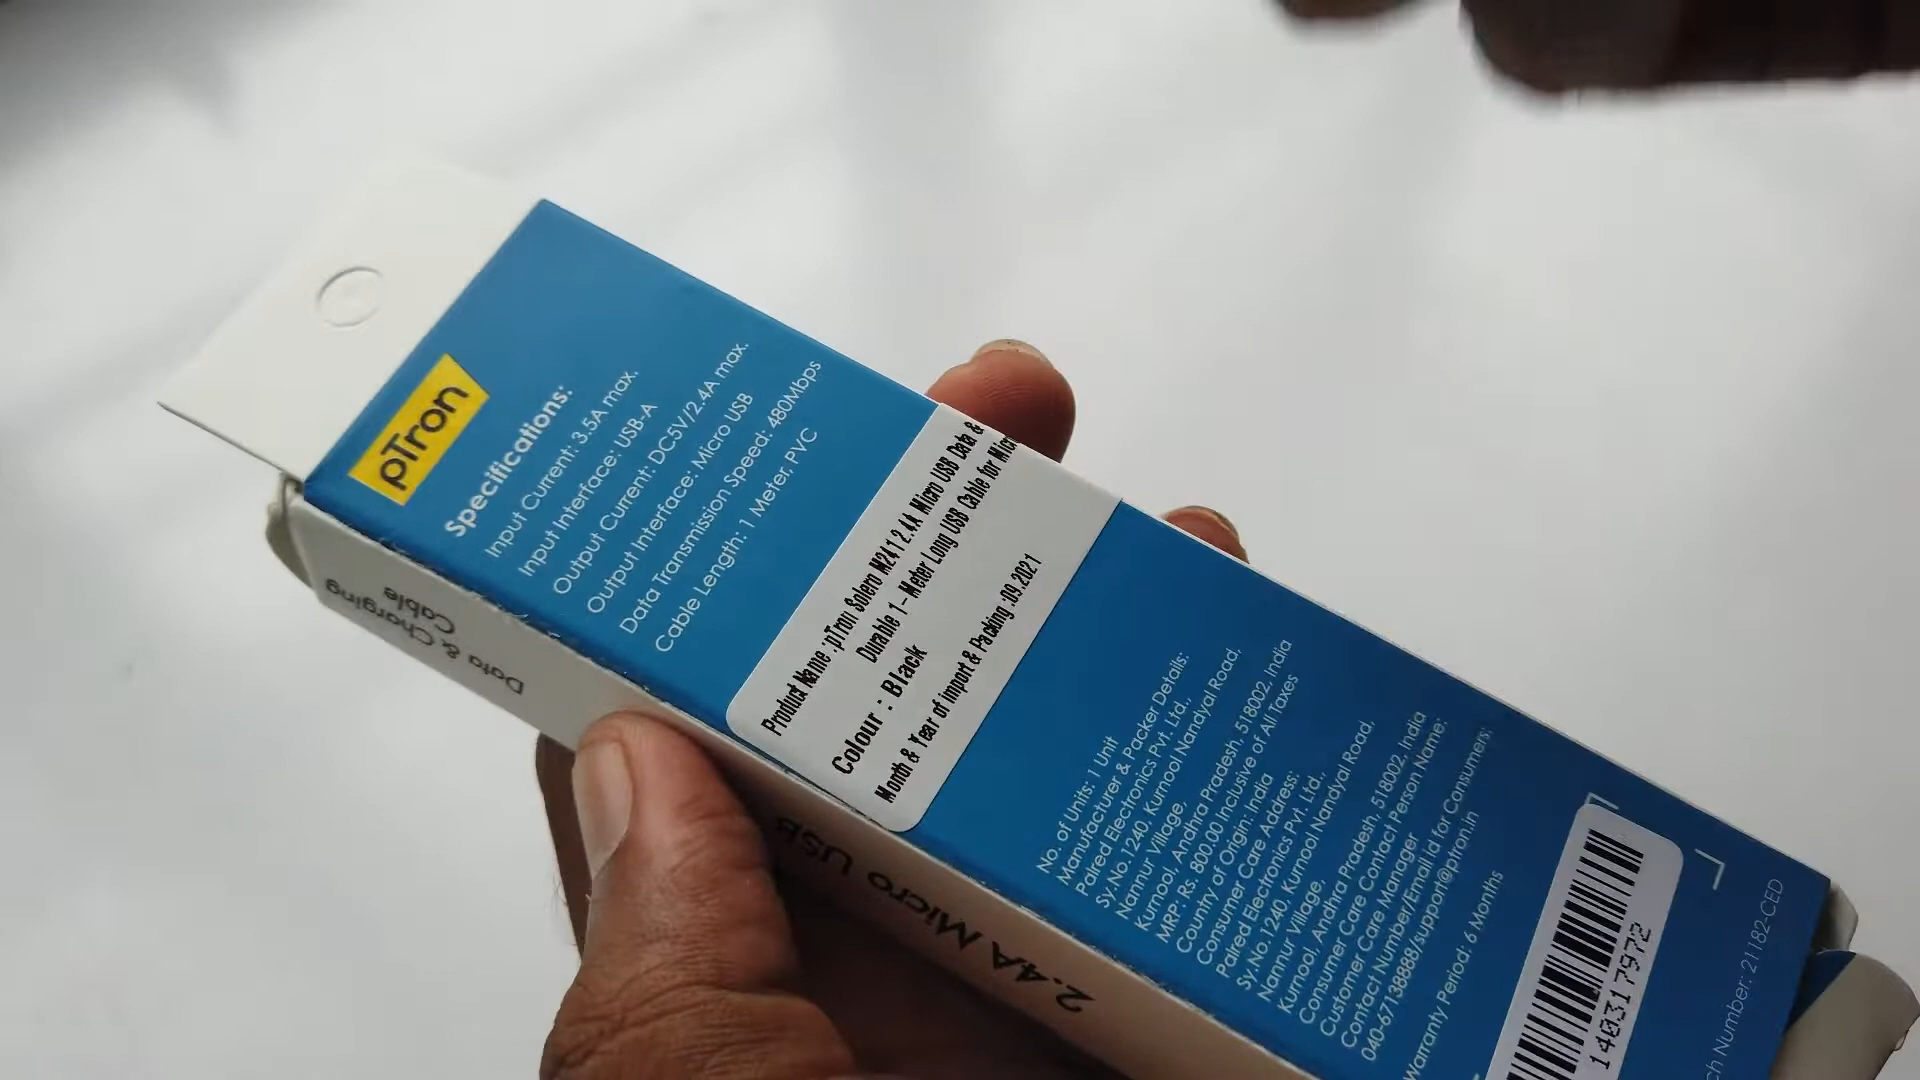 pTron
Specifications:
Input Current: 3.5A max.
Input Interface: USB-A
Output Current: DC5V//2.4A max.
Output Interface: Micro USB
Data Transmission Speed: 480Mbps
Cable Length: 1 Meter, PVC
Product Name :pTron Solero M241 2.4A Micro USB Data &
Durable 1-Meter Long USB Cable for Micr
Colour : Black
Month & Year of import & Packing :09.2021
No. of Units: 1 Unit
Manufacturer & Packer Details:
Paired Electronics Pvt. Ltd.,
Sy.No. 1240, Kurnool Nandyal Road,
Nannur Village,
Kurnool, Andhra Pradesh, 518002, India
MRP: Rs. 800.00 Inclusive of All Taxes
Country of Origin: India
Consumer Care Address:
Paired Electronics Pvt. Ltd.,
Sy.No. 1240, Kurnool Nandyal Road,
Nannur Village,
Kurnool, Andhra Pradesh, 518002, India
Consumer Care Contact Person Name:
Customer Care Manager
Contact Number/Email id for Consumers:
040-67138888/support@ptron.in
Warranty Period: 6 Months
140317972
ch Number: 21182-CED
Data & Charging
Cable
2.4A Micro USB